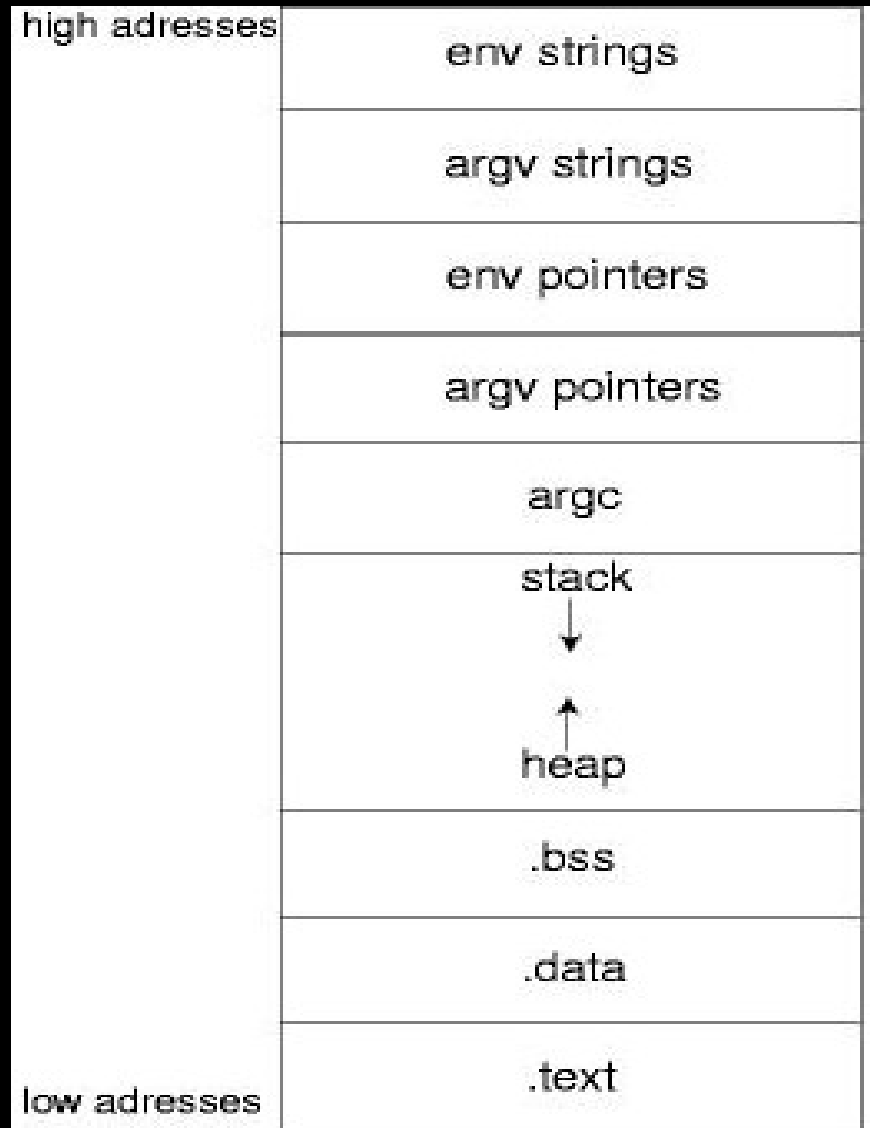 high adresses
env strings
argv strings
env pointers
argv pointers
argc
stack
heap
.bss
.data
.text
low adresses